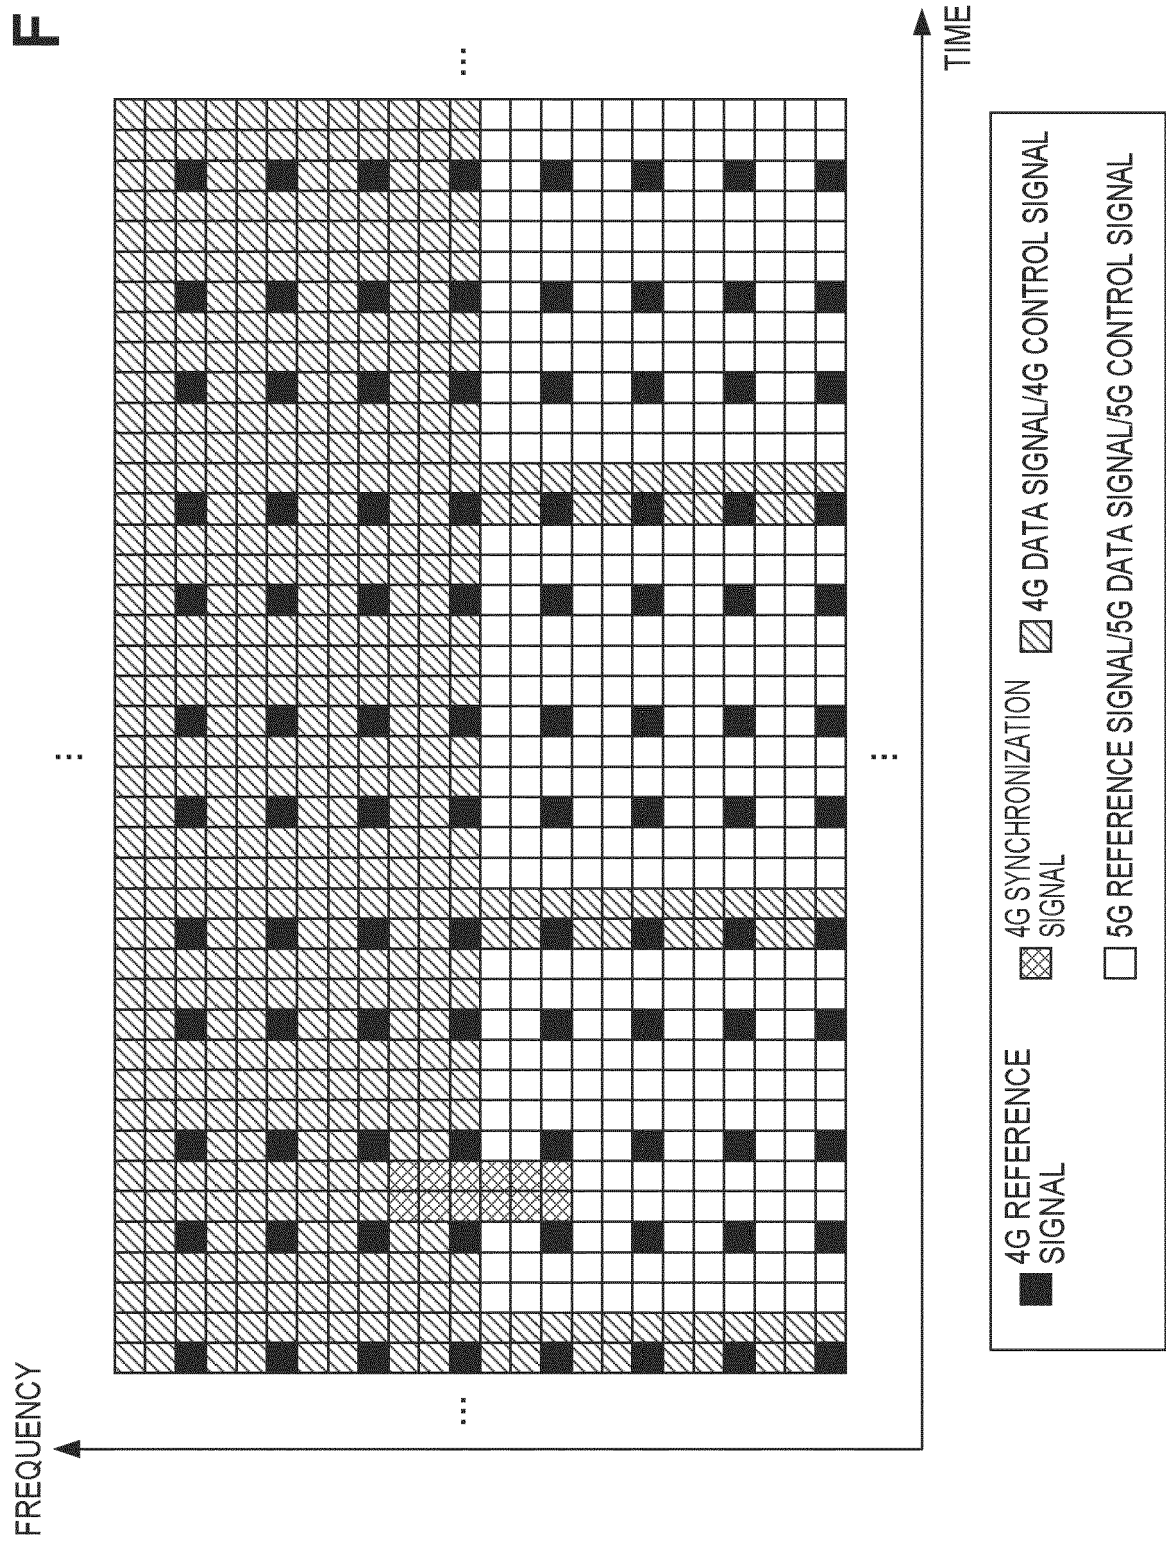 F
FREQUENCY
...
...
...
...
TIME
4G REFERENCE
SIGNAL
4G SYNCHRONIZATION
SIGNAL
4G DATA SIGNAL/4G CONTROL SIGNAL
5G REFERENCE SIGNAL/5G DATA SIGNAL/5G CONTROL SIGNAL